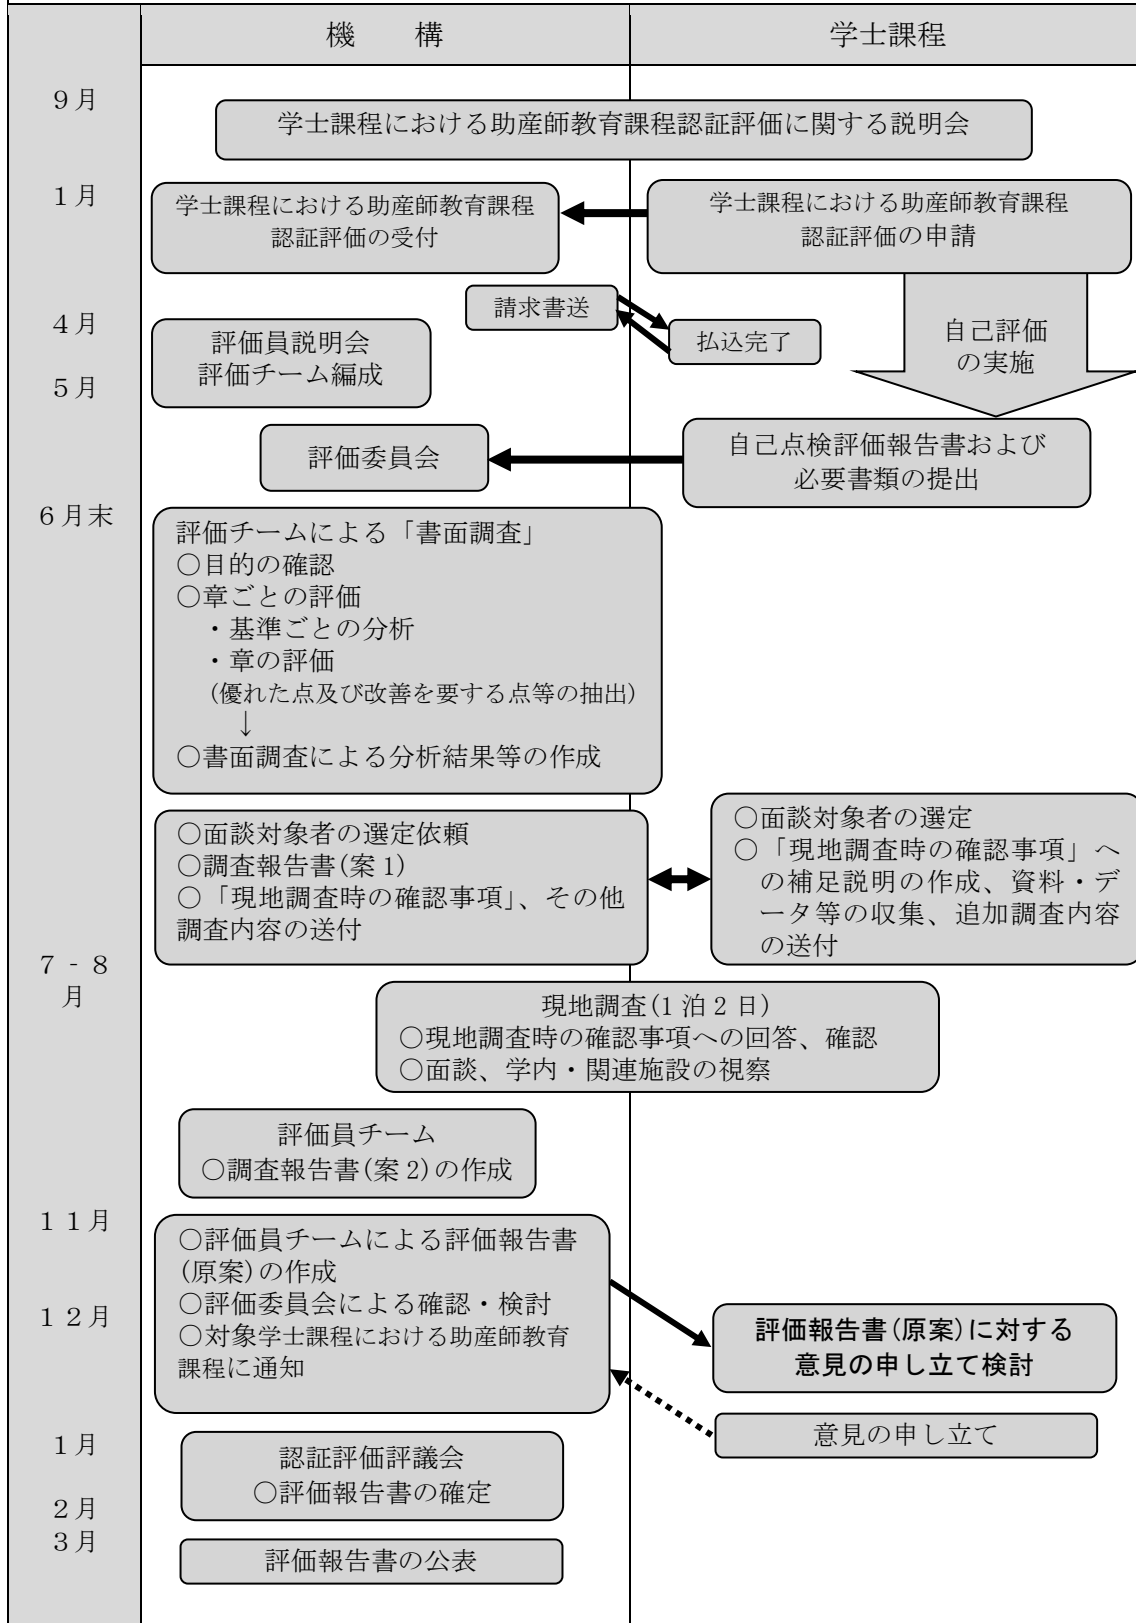 機　　構
学士課程
９月
学士課程における助産師教育課程認証評価に関する説明会
１月
学士課程における助産師教育課程
認証評価の受付
学士課程における助産師教育課程
認証評価の申請
４月
請求書送
払込完了
評価員説明会
評価チーム編成
自己評価
の実施
５月
評価委員会
自己点検評価報告書および
必要書類の提出
６月末
評価チームによる「書面調査」
○目的の確認
○章ごとの評価
・基準ごとの分析
・章の評価
(優れた点及び改善を要する点等の抽出)
↓
○書面調査による分析結果等の作成
○面談対象者の選定依頼
○調査報告書(案1)
○「現地調査時の確認事項」、その他
調査内容の送付
○面談対象者の選定
○「現地調査時の確認事項」へ
の補足説明の作成、資料・デ
ータ等の収集、追加調査内容
の送付
７-８
月
現地調査(1泊2日)
○現地調査時の確認事項への回答、確認
○面談、学内・関連施設の視察
評価員チーム
○調査報告書(案2)の作成
１１月
○評価員チームによる評価報告書
(原案)の作成
○評価委員会による確認・検討
○対象学士課程における助産師教育
課程に通知
１２月
評価報告書(原案)に対する
意見の申し立て検討
意見の申し立て
１月
認証評価評議会
○評価報告書の確定
２月
３月
評価報告書の公表